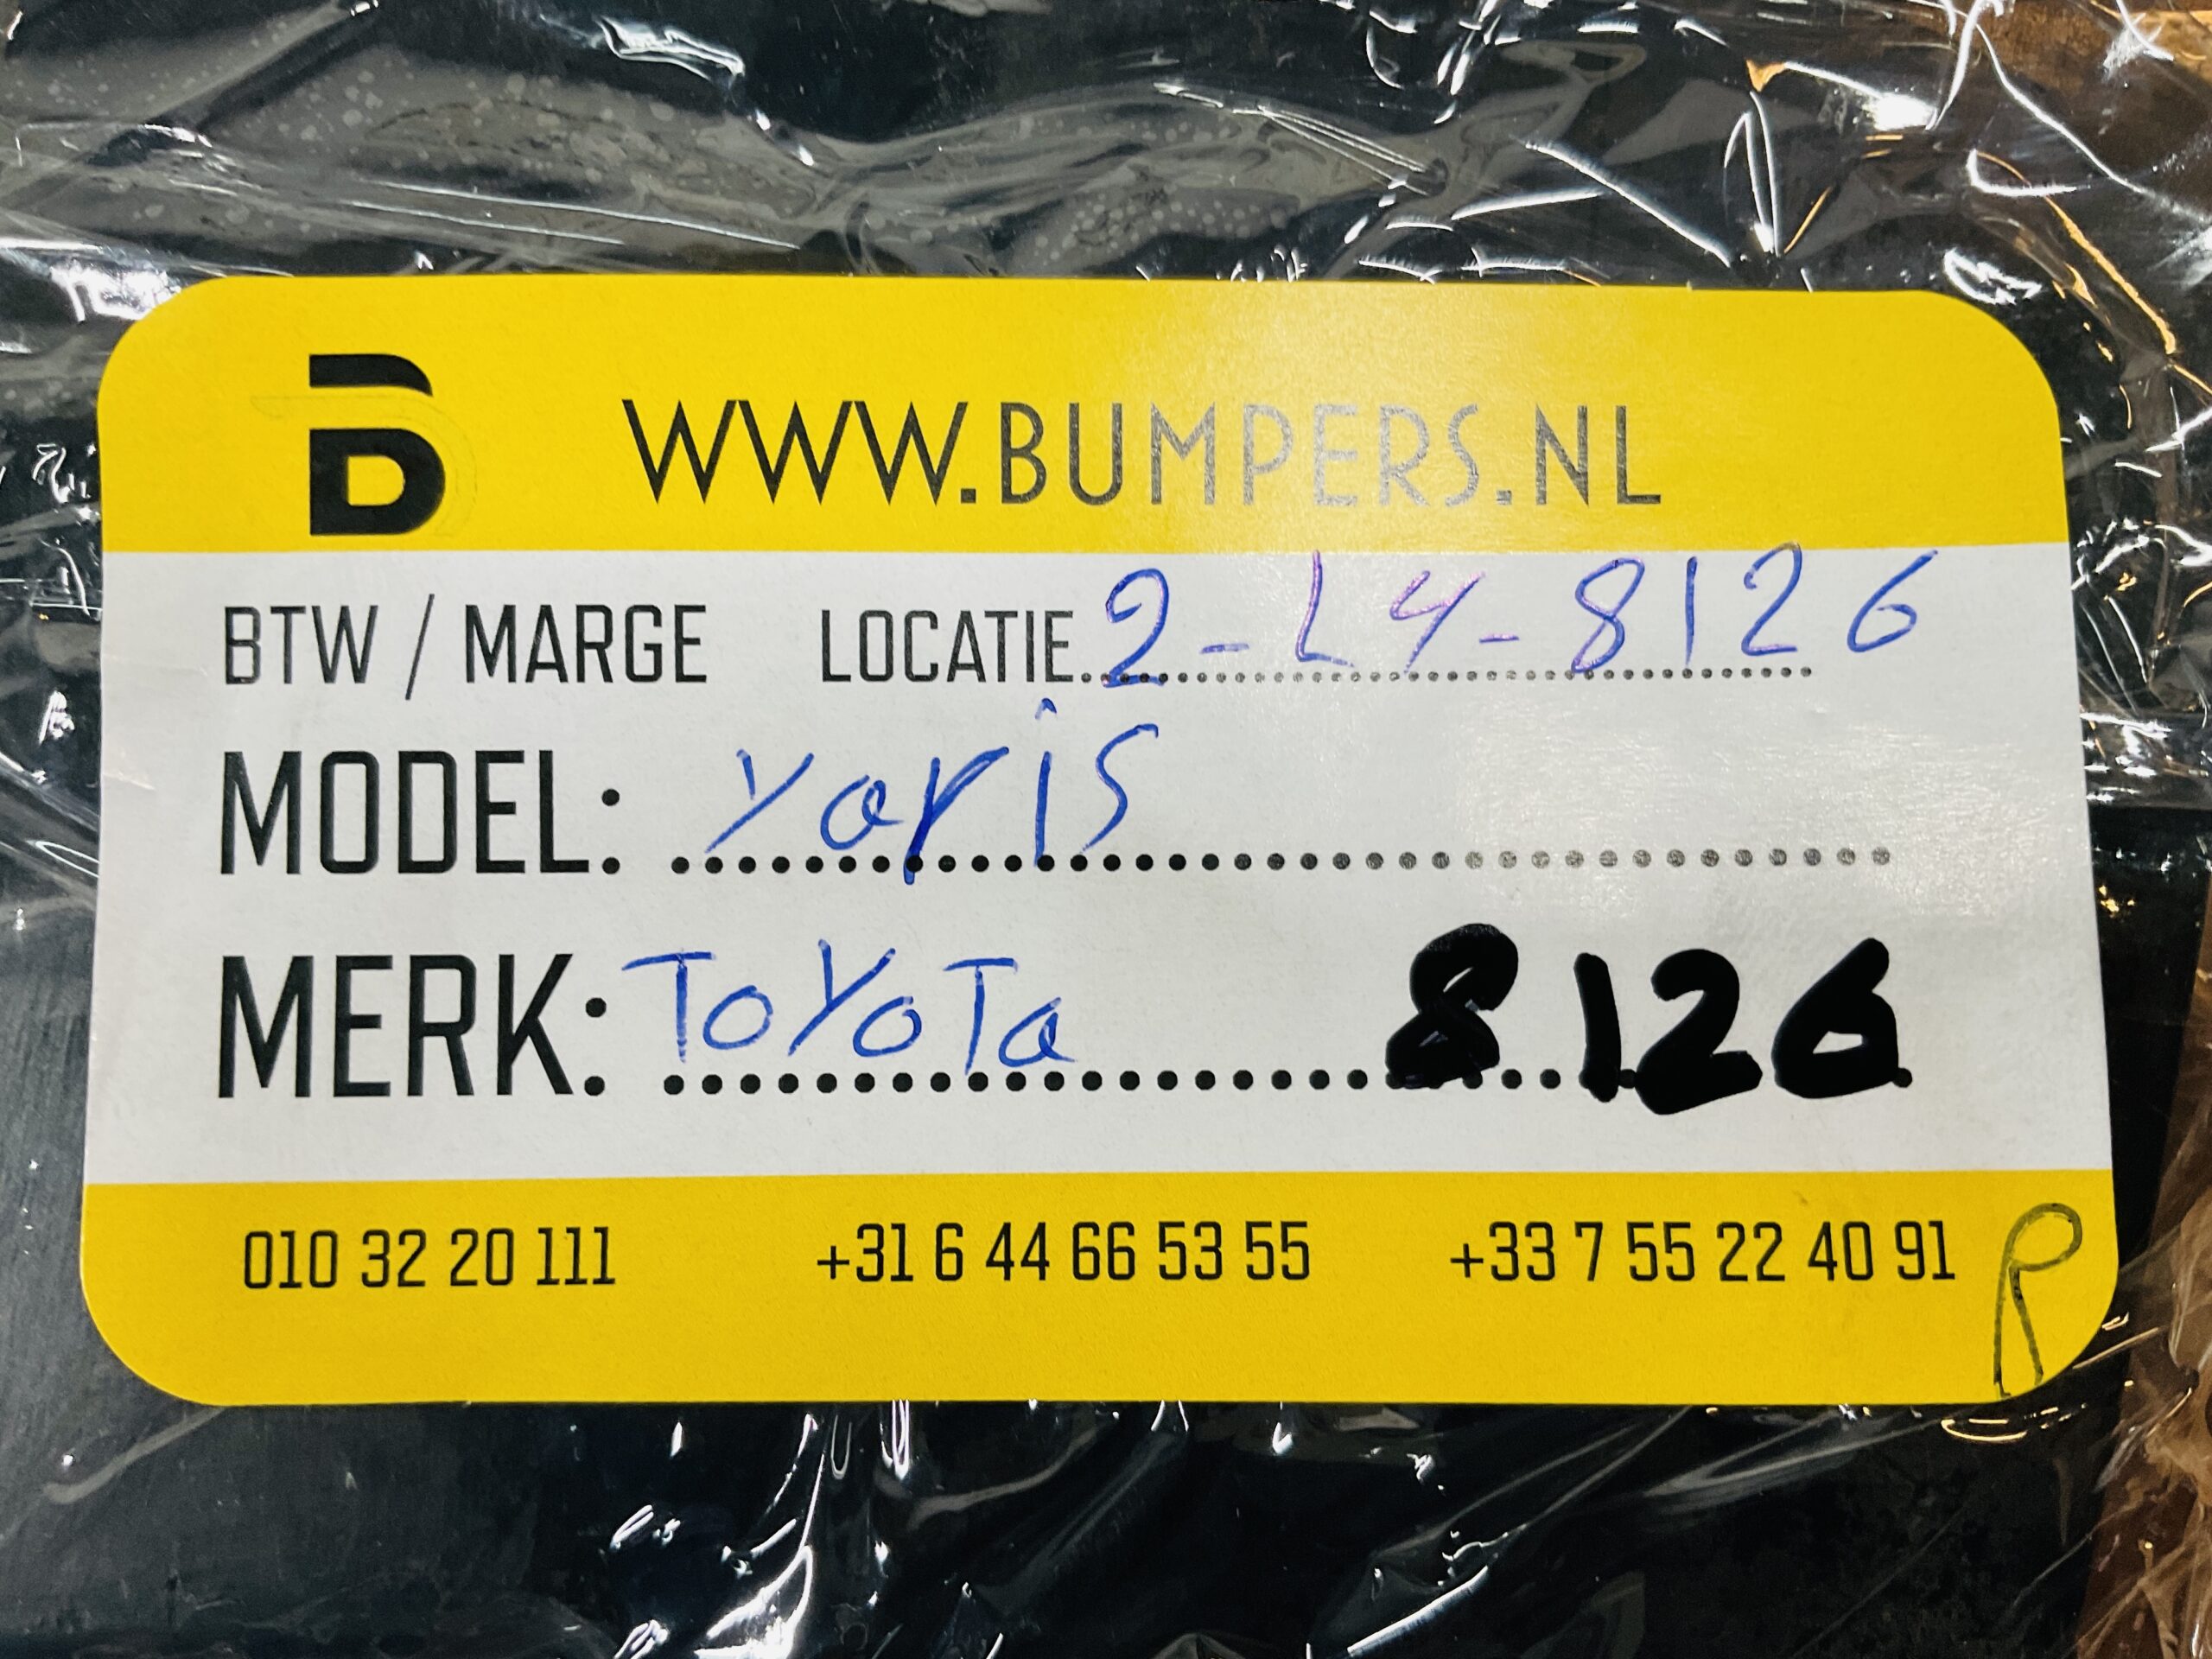 B WWW.BUMPERS.NL
BTW / MARGE LOCATIE 2-L4-8126
MODEL: Yaris
MERK: ToYoTa 8126
010 32 20 111 +31 6 44 66 53 55 +33 7 55 22 40 91 R